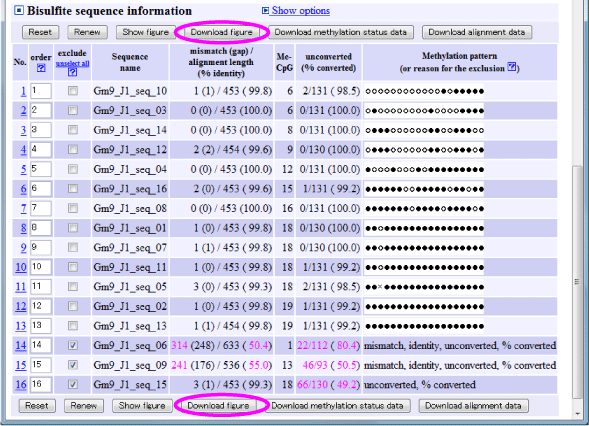 Bisulfite sequence information Show options
Reset Renew Show figure Download figure Download methylation status data Download alignment data
No. order ? exclude unselect all ? Sequence name mismatch (gap) / alignment length (% identity) Me-CpG unconverted (% converted) Methylation pattern (or reason for the exclusion ?)
1 1 Gm9_J1_seq_10 1 (1) / 453 ( 99.8) 6 2/131 ( 98.5)
2 2 Gm9_J1_seq_03 0 (0) / 453 (100.0) 6 0/131 (100.0)
3 3 Gm9_J1_seq_14 0 (0) / 453 (100.0) 8 0/131 (100.0)
4 4 Gm9_J1_seq_12 2 (2) / 454 ( 99.6) 9 0/130 (100.0)
5 5 Gm9_J1_seq_04 0 (0) / 453 (100.0) 12 0/131 (100.0)
6 6 Gm9_J1_seq_16 2 (0) / 453 ( 99.6) 15 1/131 ( 99.2)
7 7 Gm9_J1_seq_08 0 (0) / 453 (100.0) 16 0/131 (100.0)
8 8 Gm9_J1_seq_01 1 (0) / 453 ( 99.8) 18 0/130 (100.0)
9 9 Gm9_J1_seq_07 1 (1) / 453 ( 99.8) 18 0/130 (100.0)
10 10 Gm9_J1_seq_11 1 (0) / 453 ( 99.8) 18 1/131 ( 99.2)
11 11 Gm9_J1_seq_05 3 (0) / 453 ( 99.3) 18 2/131 ( 98.5)
12 12 Gm9_J1_seq_02 1 (0) / 453 ( 99.8) 19 1/131 ( 99.2)
13 13 Gm9_J1_seq_13 1 (1) / 454 ( 99.8) 19 1/131 ( 99.2)
14 14 Gm9_J1_seq_06 314 (248) / 633 ( 50.4) 1 22/112 ( 80.4) mismatch, identity, unconverted, % converted
15 15 Gm9_J1_seq_09 241 (176) / 536 ( 55.0) 13 46/93 ( 50.5) mismatch, identity, unconverted, % converted
16 16 Gm9_J1_seq_15 3 (1) / 453 ( 99.3) 18 66/130 ( 49.2) unconverted, % converted
Reset Renew Show figure Download figure Download methylation status data Download alignment data